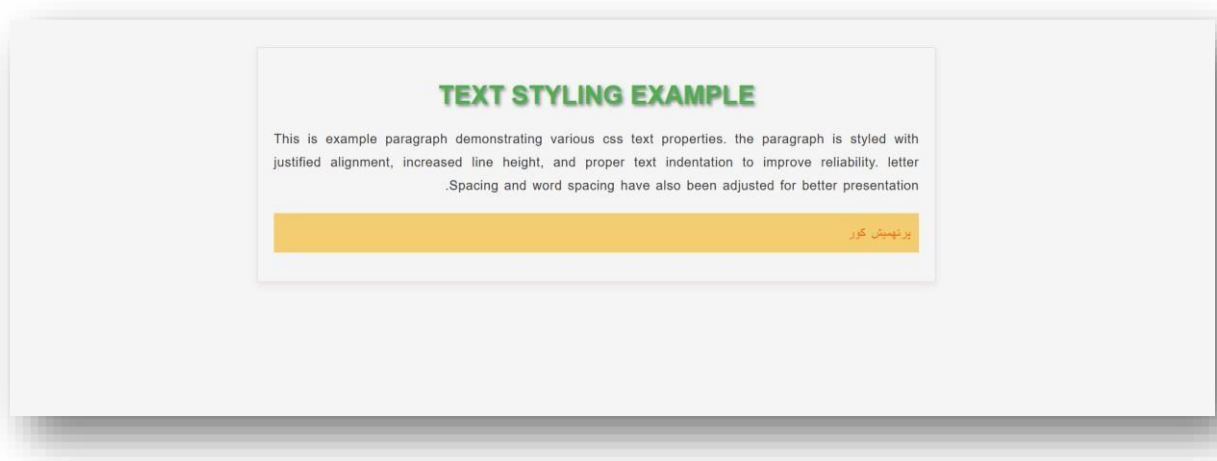 TEXT STYLING EXAMPLE
This is example paragraph demonstrating various css text properties. the paragraph is styled with
justified alignment, increased line height, and proper text indentation to improve reliability. letter
.Spacing and word spacing have also been adjusted for better presentation
پرتھمیش کور